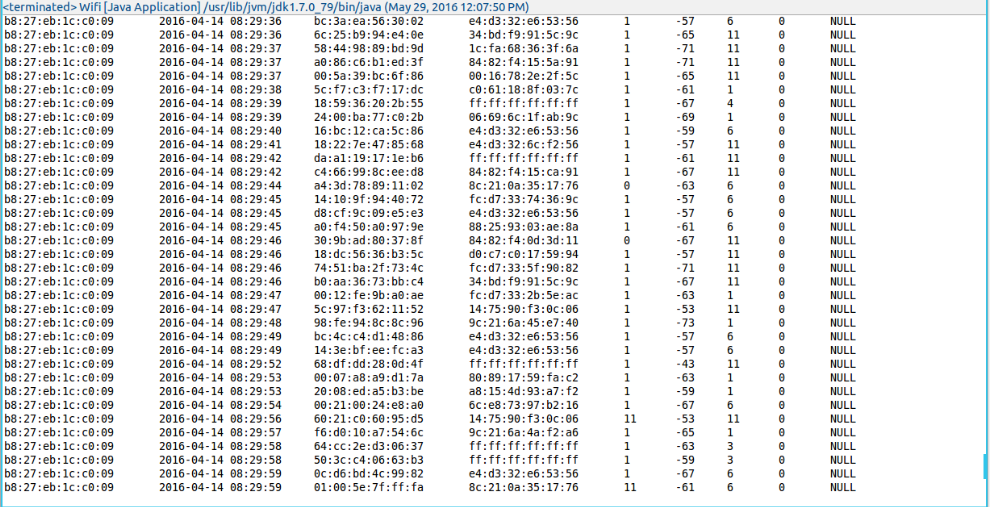 <terminated> Wifi [Java Application] /usr/lib/jvm/jdk1.7.0_79/bin/java (May 29, 2016 12:07:50 PM)
b8:27:eb:1c:c0:09 2016-04-14 08:29:36 bc:3a:ea:56:30:02 e4:d3:32:e6:53:56 1 -57 6 0 NULL
b8:27:eb:1c:c0:09 2016-04-14 08:29:36 6c:25:b9:94:e4:0e 34:bd:f9:91:5c:9c 1 -65 11 0 NULL
b8:27:eb:1c:c0:09 2016-04-14 08:29:37 58:44:98:89:bd:9d 1c:fa:68:36:3f:6a 1 -71 11 0 NULL
b8:27:eb:1c:c0:09 2016-04-14 08:29:37 a0:86:c6:b1:ed:3f 84:82:f4:15:5a:91 1 -71 11 0 NULL
b8:27:eb:1c:c0:09 2016-04-14 08:29:37 00:5a:39:bc:6f:86 00:16:78:2e:2f:5c 1 -65 11 0 NULL
b8:27:eb:1c:c0:09 2016-04-14 08:29:38 5c:f7:c3:f7:17:dc c0:61:18:8f:03:7c 1 -61 1 0 NULL
b8:27:eb:1c:c0:09 2016-04-14 08:29:39 18:59:36:20:2b:55 ff:ff:ff:ff:ff:ff 1 -67 4 0 NULL
b8:27:eb:1c:c0:09 2016-04-14 08:29:39 24:00:ba:77:c0:2b 06:69:6c:1f:ab:9c 1 -69 1 0 NULL
b8:27:eb:1c:c0:09 2016-04-14 08:29:40 16:bc:12:ca:5c:86 e4:d3:32:e6:53:56 1 -59 6 0 NULL
b8:27:eb:1c:c0:09 2016-04-14 08:29:41 18:22:7e:47:85:68 e4:d3:32:6c:f2:56 1 -57 11 0 NULL
b8:27:eb:1c:c0:09 2016-04-14 08:29:42 da:a1:19:17:1e:b6 ff:ff:ff:ff:ff:ff 1 -61 11 0 NULL
b8:27:eb:1c:c0:09 2016-04-14 08:29:42 c4:66:99:8c:ee:d8 84:82:f4:15:ca:91 1 -67 11 0 NULL
b8:27:eb:1c:c0:09 2016-04-14 08:29:44 a4:3d:78:89:11:02 8c:21:0a:35:17:76 0 -63 6 0 NULL
b8:27:eb:1c:c0:09 2016-04-14 08:29:45 14:10:9f:94:40:72 fc:d7:33:74:36:9c 1 -57 6 0 NULL
b8:27:eb:1c:c0:09 2016-04-14 08:29:45 d8:cf:9c:09:e5:e3 e4:d3:32:e6:53:56 1 -57 6 0 NULL
b8:27:eb:1c:c0:09 2016-04-14 08:29:45 a0:f4:50:a0:97:9e 88:25:93:03:ae:8a 1 -61 6 0 NULL
b8:27:eb:1c:c0:09 2016-04-14 08:29:46 30:9b:ad:80:37:8f 84:82:f4:0d:3d:11 0 -67 11 0 NULL
b8:27:eb:1c:c0:09 2016-04-14 08:29:46 18:dc:56:36:b3:5c d0:c7:c0:17:59:94 1 -57 11 0 NULL
b8:27:eb:1c:c0:09 2016-04-14 08:29:46 74:51:ba:2f:73:4c fc:d7:33:5f:90:82 1 -71 11 0 NULL
b8:27:eb:1c:c0:09 2016-04-14 08:29:46 b0:aa:36:73:bb:c4 34:bd:f9:91:5c:9c 1 -67 11 0 NULL
b8:27:eb:1c:c0:09 2016-04-14 08:29:47 00:12:fe:9b:a0:ae fc:d7:33:2b:5e:ac 1 -63 1 0 NULL
b8:27:eb:1c:c0:09 2016-04-14 08:29:47 5c:97:f3:62:11:52 14:75:90:f3:0c:06 1 -53 11 0 NULL
b8:27:eb:1c:c0:09 2016-04-14 08:29:48 98:fe:94:8c:8c:96 9c:21:6a:45:e7:40 1 -73 1 0 NULL
b8:27:eb:1c:c0:09 2016-04-14 08:29:49 bc:4c:c4:d1:48:86 e4:d3:32:e6:53:56 1 -57 6 0 NULL
b8:27:eb:1c:c0:09 2016-04-14 08:29:49 14:3e:bf:ee:fc:a3 e4:d3:32:e6:53:56 1 -57 6 0 NULL
b8:27:eb:1c:c0:09 2016-04-14 08:29:52 68:df:dd:28:0d:4f ff:ff:ff:ff:ff:ff 1 -43 11 0 NULL
b8:27:eb:1c:c0:09 2016-04-14 08:29:53 00:07:a8:a9:d1:7a 80:89:17:59:fa:c2 1 -63 1 0 NULL
b8:27:eb:1c:c0:09 2016-04-14 08:29:53 20:08:ed:a5:b3:be a8:15:4d:93:a7:f2 1 -59 1 0 NULL
b8:27:eb:1c:c0:09 2016-04-14 08:29:54 00:21:00:24:e8:a0 6c:e8:73:97:b2:16 1 -67 6 0 NULL
b8:27:eb:1c:c0:09 2016-04-14 08:29:56 60:21:c0:60:95:d5 14:75:90:f3:0c:06 11 -53 11 0 NULL
b8:27:eb:1c:c0:09 2016-04-14 08:29:57 f6:d0:10:a7:54:6c 9c:21:6a:4a:f2:a6 1 -65 1 0 NULL
b8:27:eb:1c:c0:09 2016-04-14 08:29:58 64:cc:2e:d3:06:37 ff:ff:ff:ff:ff:ff 1 -63 3 0 NULL
b8:27:eb:1c:c0:09 2016-04-14 08:29:58 50:3c:c4:06:63:b3 ff:ff:ff:ff:ff:ff 1 -59 3 0 NULL
b8:27:eb:1c:c0:09 2016-04-14 08:29:59 0c:d6:bd:4c:99:82 e4:d3:32:e6:53:56 1 -67 6 0 NULL
b8:27:eb:1c:c0:09 2016-04-14 08:29:59 01:00:5e:7f:ff:fa 8c:21:0a:35:17:76 11 -61 6 0 NULL